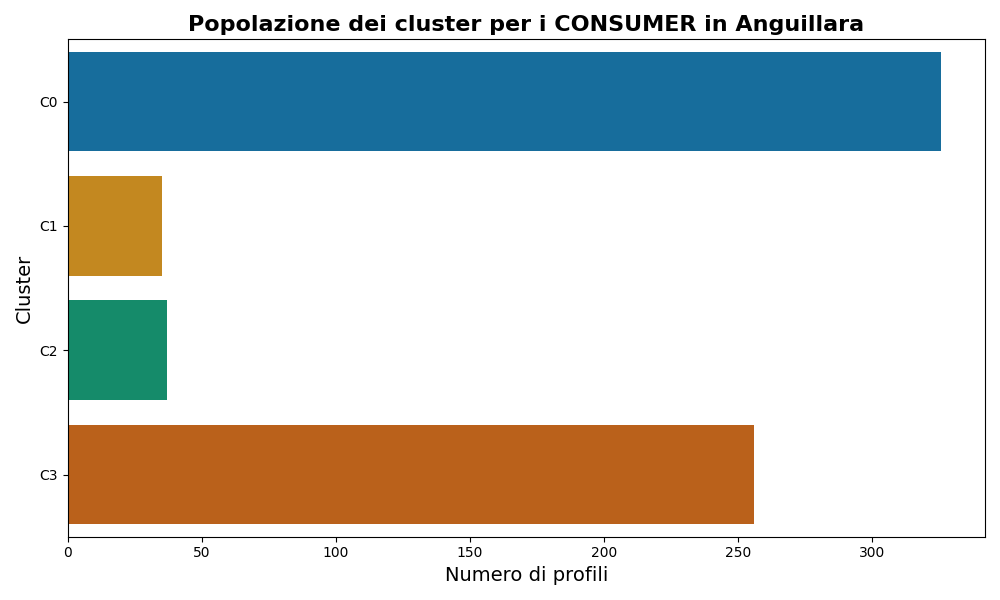 Popolazione dei cluster per i CONSUMER in Anguillara
Cluster
C0
C1
C2
C3
0 50 100 150 200 250 300
Numero di profili